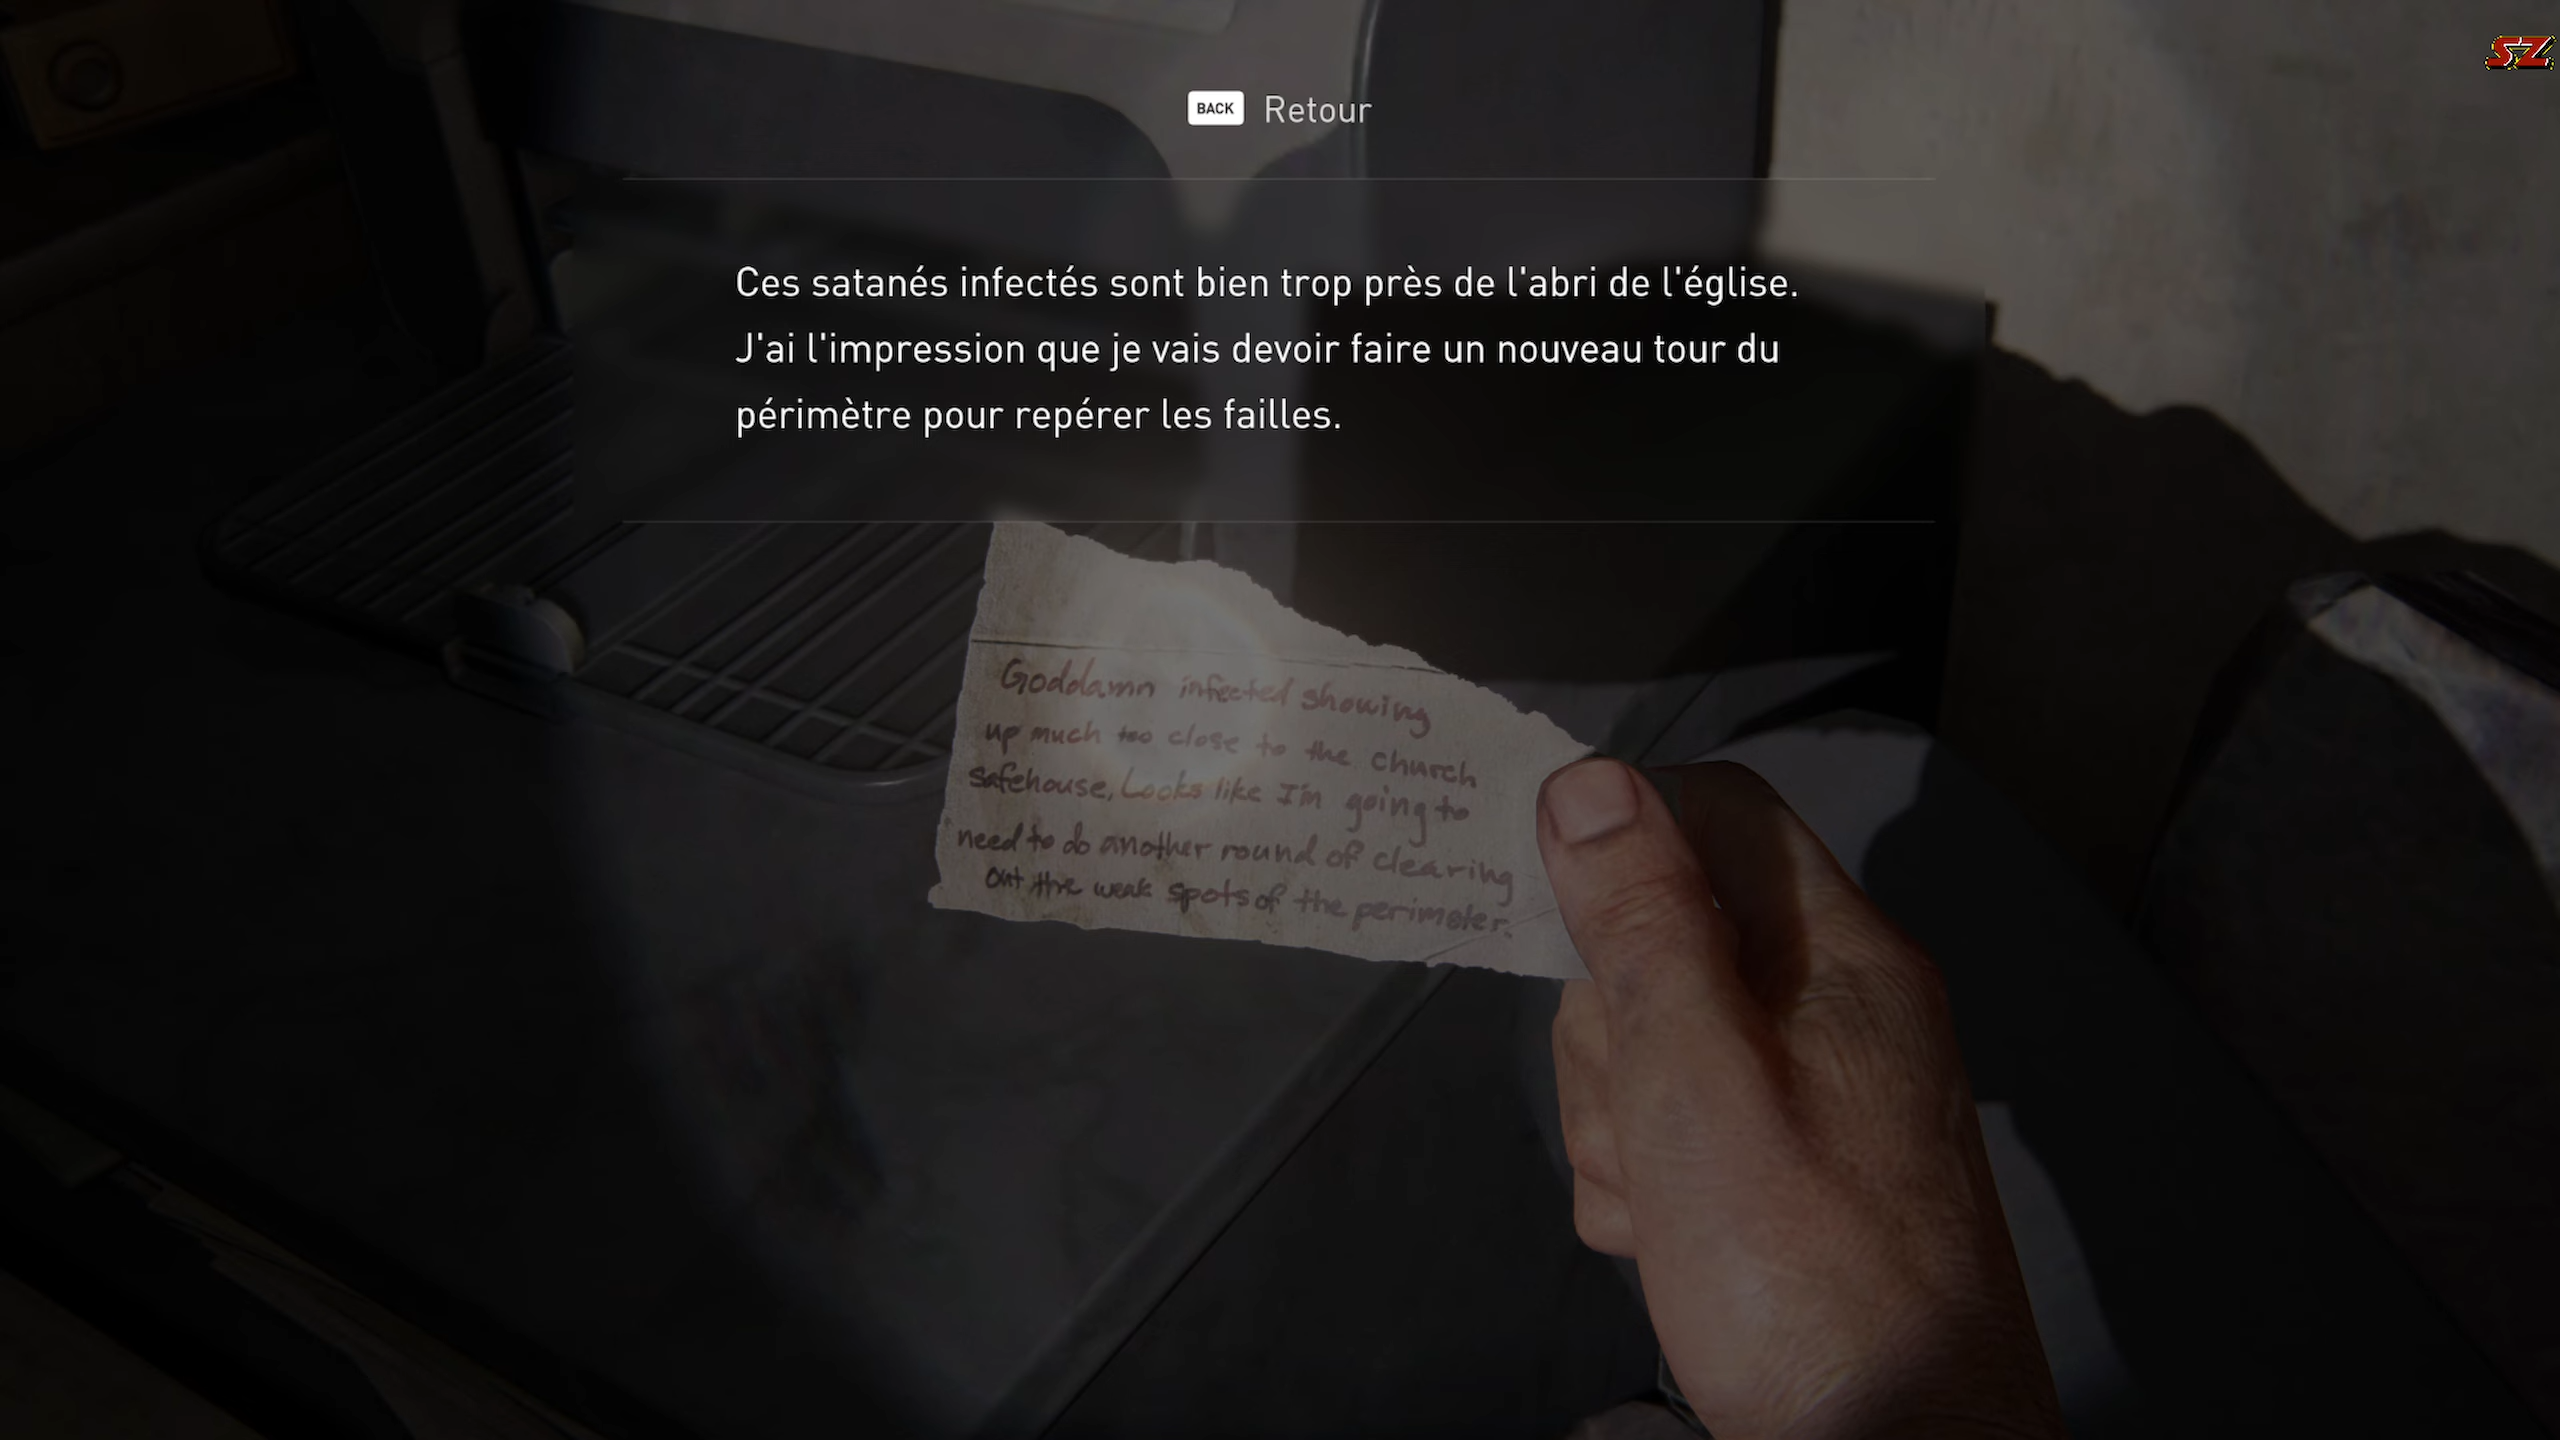 SZ
BACK Retour
Ces satanés infectés sont bien trop près de l'abri de l'église.
J'ai l'impression que je vais devoir faire un nouveau tour du
périmètre pour repérer les failles.
Goddamn infected showing
up much too close to the church
safehouse, Looks like I'm going to
need to do another round of clearing
out the weak spots of the perimeter.